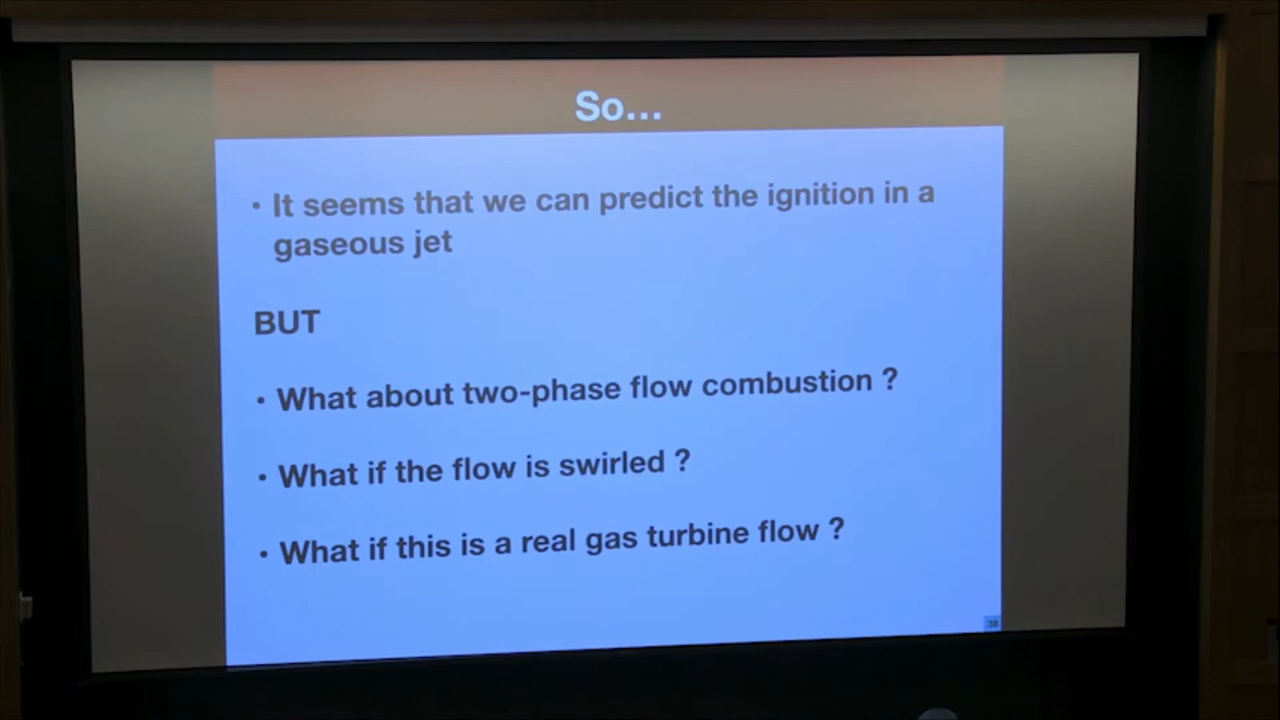 So...
• It seems that we can predict the ignition in a
gaseous jet
BUT
• What about two-phase flow combustion ?
• What if the flow is swirled ?
• What if this is a real gas turbine flow ?
38